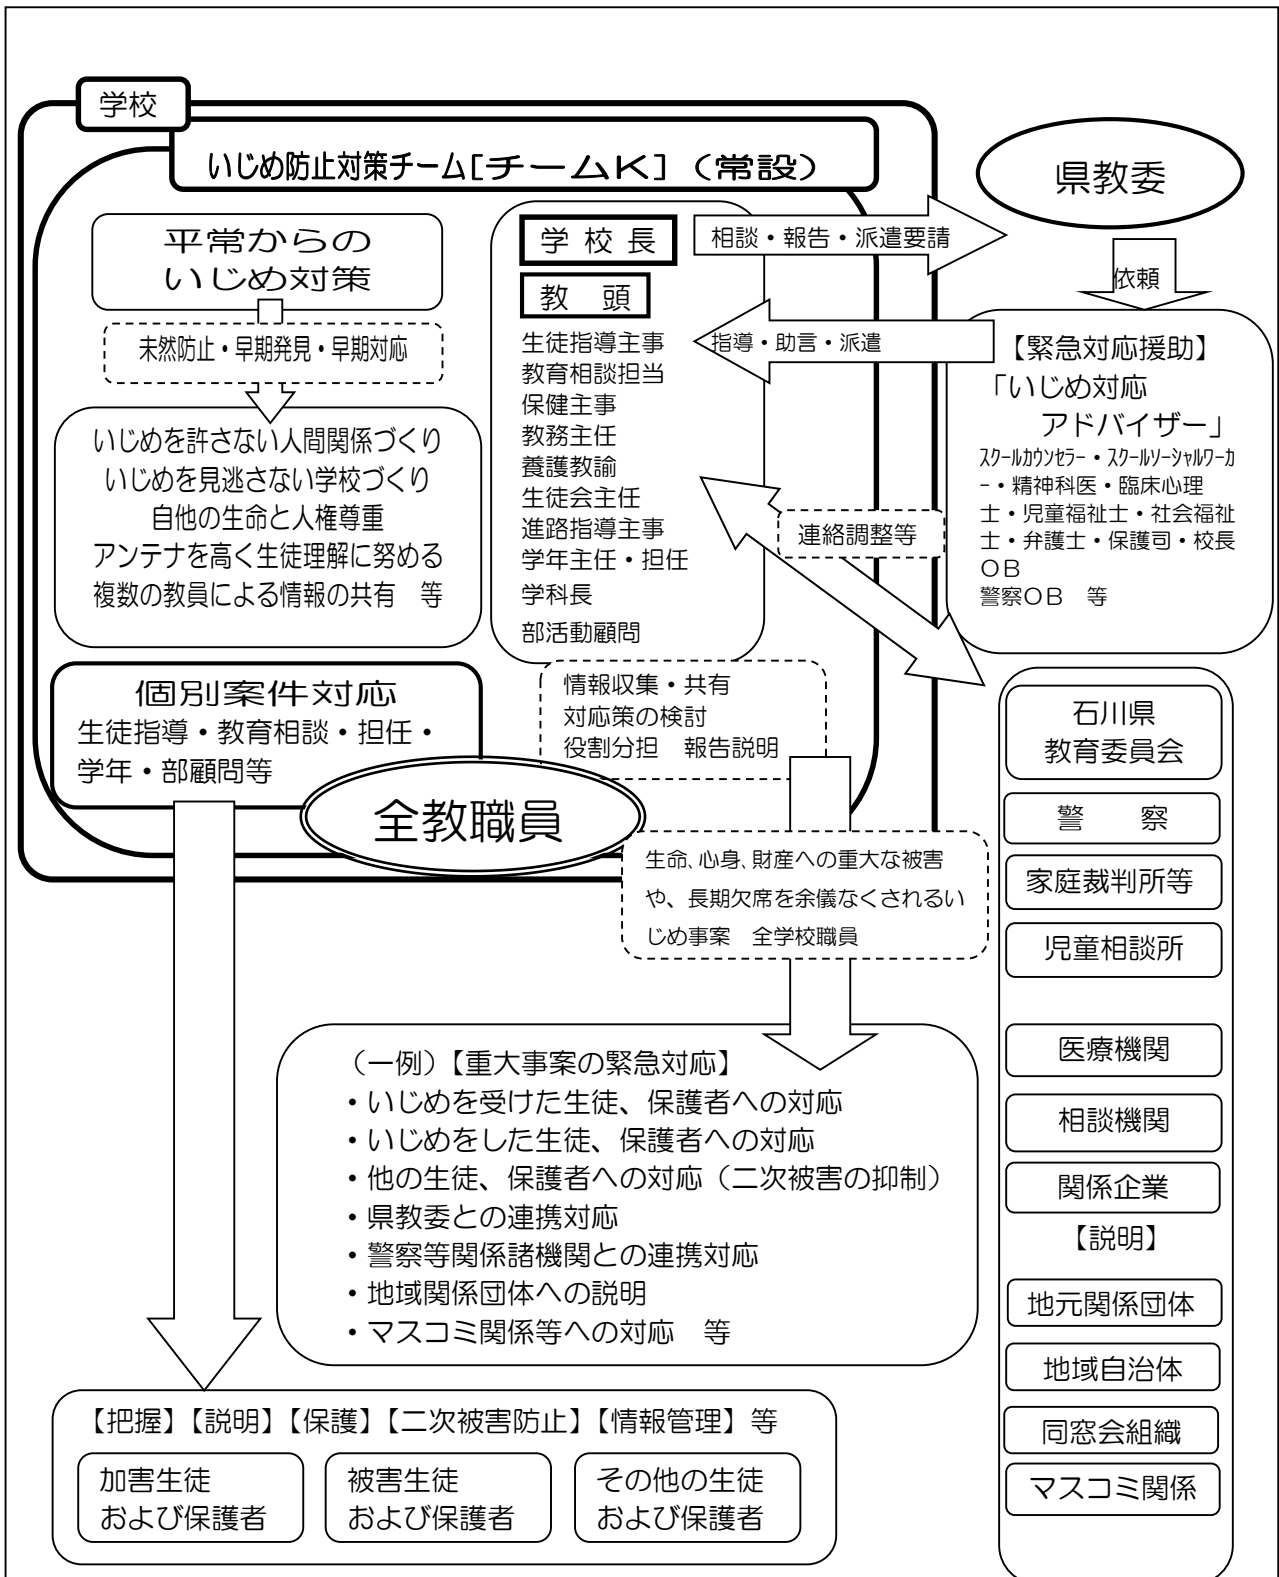 学校
いじめ防止対策チーム[チームK]（常設）
平常からの
いじめ対策
未然防止・早期発見・早期対応
いじめを許さない人間関係づくり
いじめを見逃さない学校づくり
自他の生命と人権尊重
アンテナを高く生徒理解に努める
複数の教員による情報の共有　等
学校長
教　頭
生徒指導主事
教育相談担当
保健主事
教務主任
養護教諭
生徒会主任
進路指導主事
学年主任・担任
学科長
部活動顧問
相談・報告・派遣要請
指導・助言・派遣
連絡調整等
県教委
依頼
【緊急対応援助】
「いじめ対応
アドバイザー」
ｽｸｰﾙｶｳﾝｾﾗｰ・ｽｸｰﾙｿｰｼｬﾙﾜｰｶ
ｰ・精神科医・臨床心理
士・児童福祉士・社会福祉
士・弁護士・保護司・校長
ＯＢ
警察ＯＢ　等
個別案件対応
生徒指導・教育相談・担任・
学年・部顧問等
情報収集・共有
対応策の検討
役割分担　報告説明
全教職員
生命、心身、財産への重大な被害
や、長期欠席を余儀なくされるい
じめ事案　全学校職員
（一例）【重大事案の緊急対応】
・いじめを受けた生徒、保護者への対応
・いじめをした生徒、保護者への対応
・他の生徒、保護者への対応（二次被害の抑制）
・県教委との連携対応
・警察等関係諸機関との連携対応
・地域関係団体への説明
・マスコミ関係等への対応　等
石川県
教育委員会
警　察
家庭裁判所等
児童相談所
医療機関
相談機関
関係企業
【説明】
地元関係団体
地域自治体
同窓会組織
マスコミ関係
【把握】【説明】【保護】【二次被害防止】【情報管理】等
加害生徒
および保護者
被害生徒
および保護者
その他の生徒
および保護者